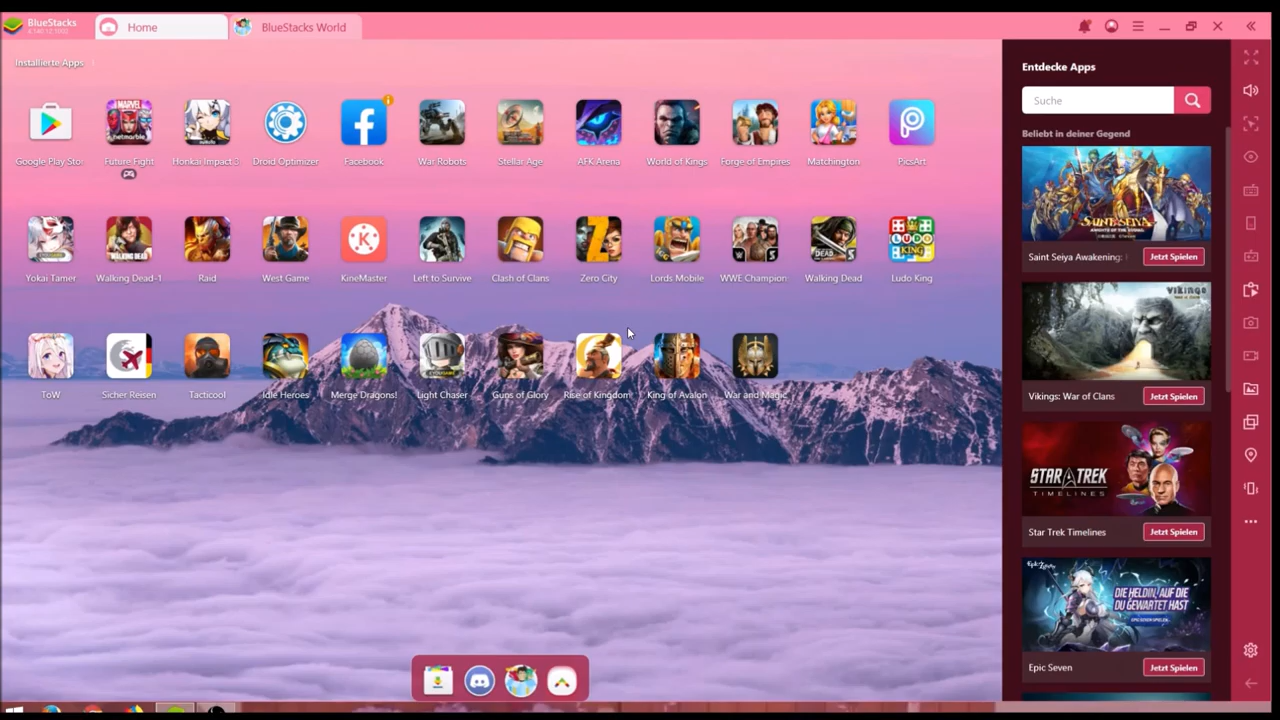 BlueStacks
Home
BlueStacks World
Installierte Apps
Google Play Stor
Future Fight
Honkai Impact 3
Droid Optimizer
Facebook
War Robots
Stellar Age
AFK Arena
World of Kings
Forge of Empires
Matchington
PicsArt
Yokai Tamer
Walking Dead-1
Raid
West Game
KineMaster
Left to Survive
Clash of Clans
Zero City
Lords Mobile
WWE Champion
Walking Dead
Ludo King
ToW
Sicher Reisen
Tacticool
Idle Heroes
Merge Dragons!
Light Chaser
Guns of Glory
Rise of Kingdom
King of Avalon
War and Magic
Entdecke Apps
Suche
Beliebt in deiner Gegend
SAINT SEIYA
Saint Seiya Awakening:
Jetzt Spielen
VIKINGS
Vikings: War of Clans
Jetzt Spielen
STAR TREK
TIMELINES
Star Trek Timelines
Jetzt Spielen
Epic Seven
DIE HELDIN, AUF DIE
DU GEWARTET HAST
Epic Seven
Jetzt Spielen